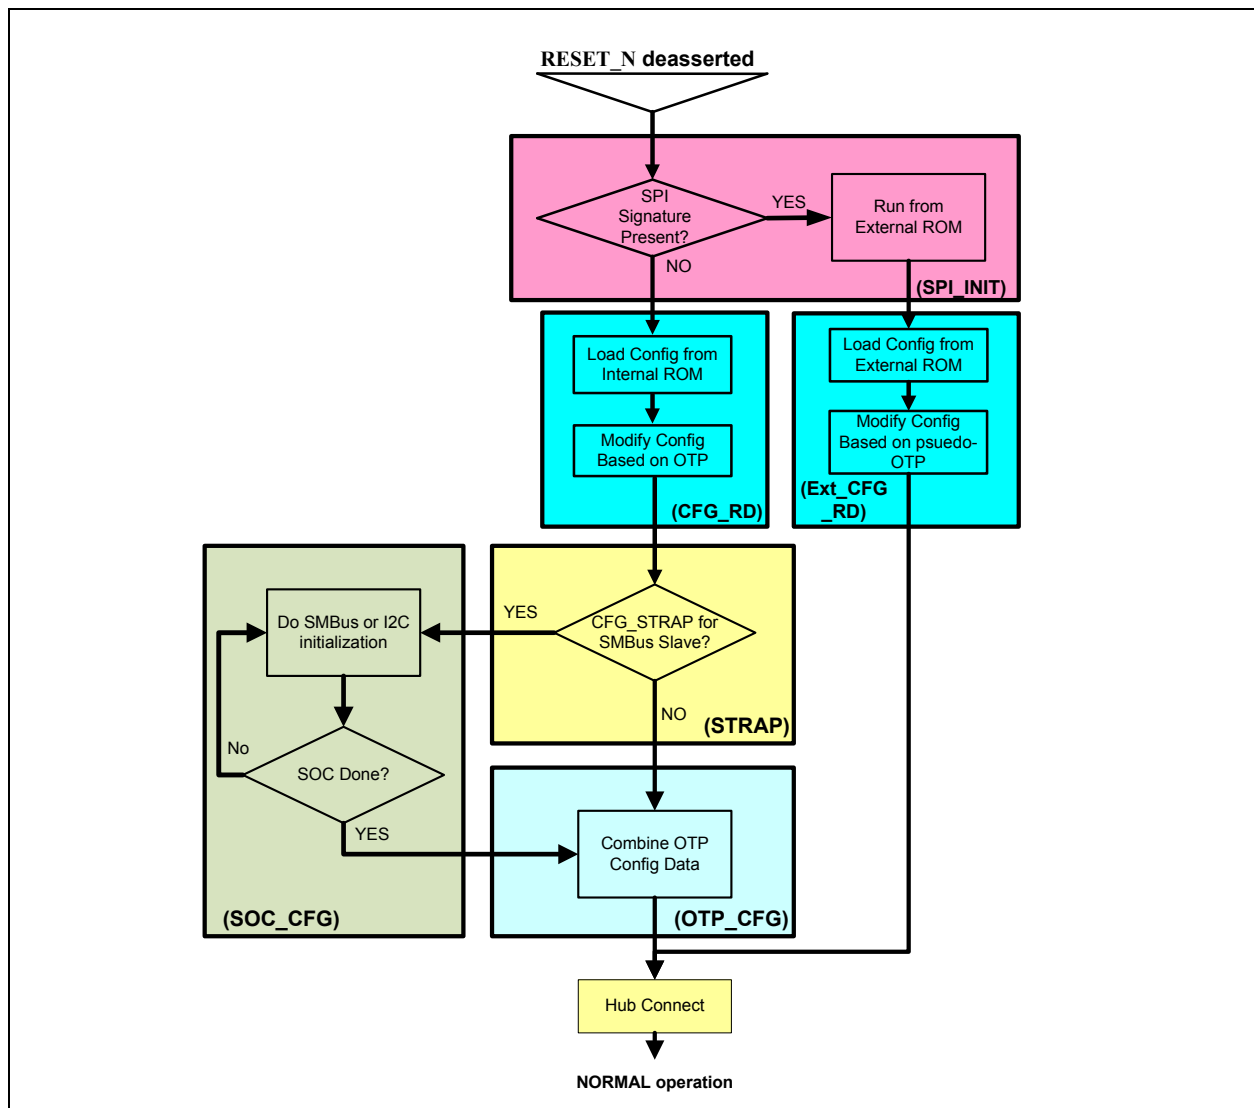 RESET_N deasserted
SPI
Signature
Present?
YES
Run from
External ROM
NO
(SPI_INIT)
Load Config from
Internal ROM
Load Config from
External ROM
Modify Config
Based on OTP
Modify Config
Based on psuedo-
OTP
(CFG_RD)
(Ext_CFG
_RD)
Do SMBus or I2C
initialization
YES
CFG_STRAP for
SMBus Slave?
NO
(STRAP)
No
SOC Done?
YES
Combine OTP
Config Data
(SOC_CFG)
(OTP_CFG)
Hub Connect
NORMAL operation